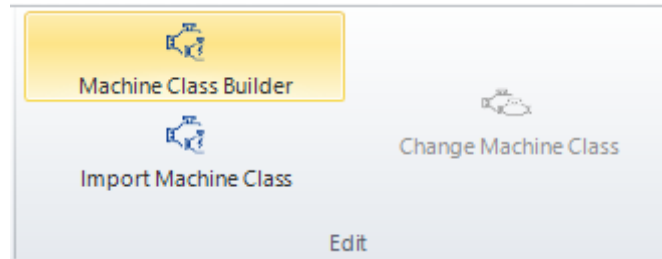 Machine Class Builder
Import Machine Class
Change Machine Class
Edit